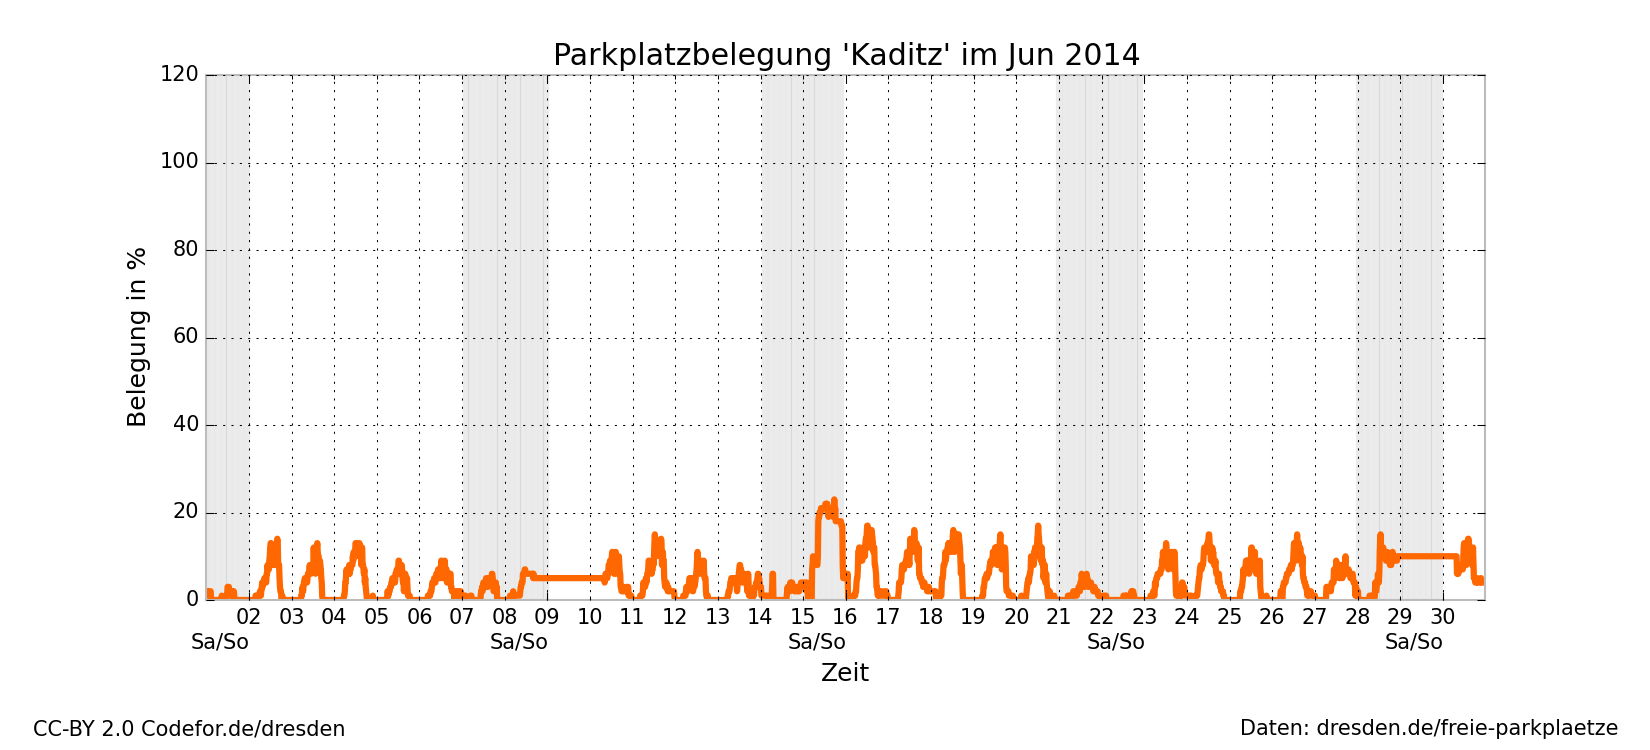 Parkplatzbelegung 'Kaditz' im Jun 2014
120
100
80
60
40
20
0
Belegung in %
02 03 04 05 06 07 08 09 10 11 12 13 14 15 16 17 18 19 20 21 22 23 24 25 26 27 28 29 30
Sa/So Sa/So Sa/So Sa/So Sa/So
Zeit
CC-BY 2.0 Codefor.de/dresden
Daten: dresden.de/freie-parkplaetze